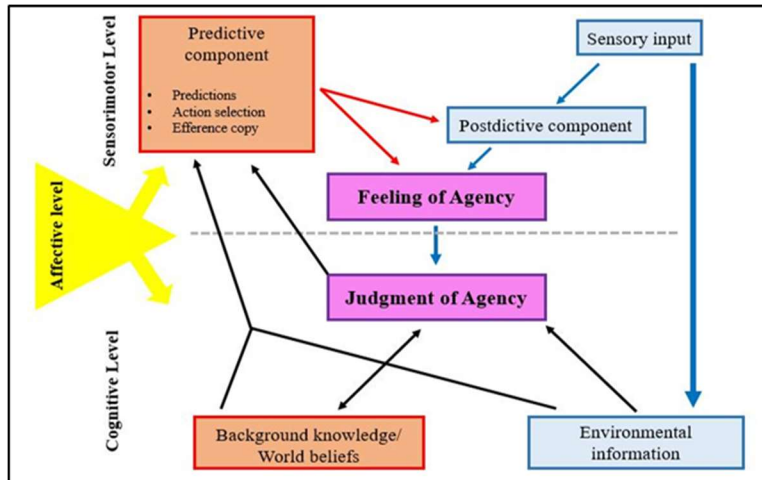 Sensorimotor Level
Predictive
component
• Predictions
• Action selection
• Efference copy
Sensory input
Postdictive component
Feeling of Agency
Affective level
Judgment of Agency
Cognitive Level
Background knowledge/
World beliefs
Environmental
information